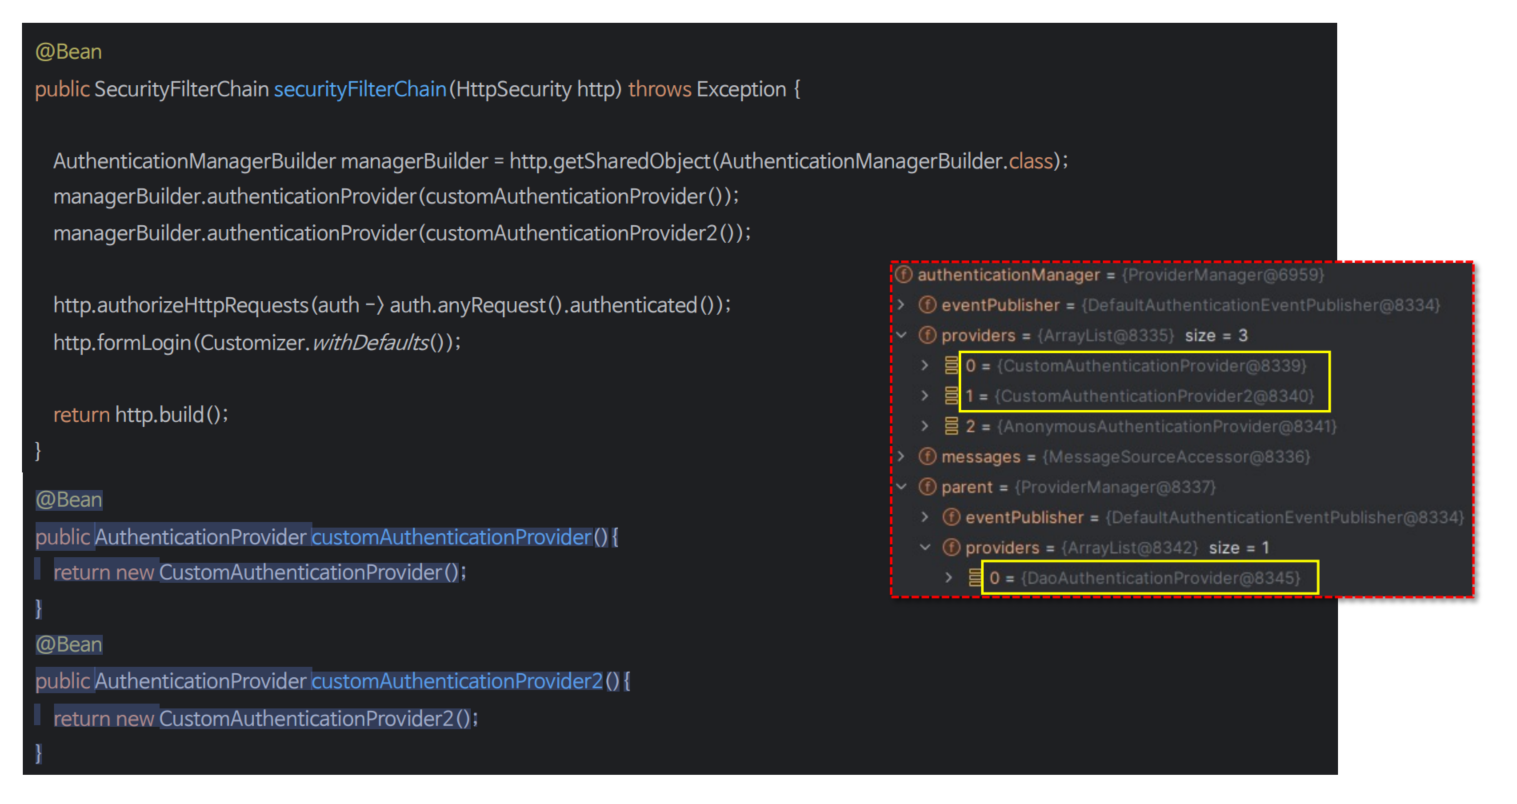 @Bean
public SecurityFilterChain securityFilterChain(HttpSecurity http) throws Exception {
AuthenticationManagerBuilder managerBuilder = http.getSharedObject(AuthenticationManagerBuilder.class);
managerBuilder.authenticationProvider(customAuthenticationProvider());
managerBuilder.authenticationProvider(customAuthenticationProvider2());
http.authorizeHttpRequests(auth -> auth.anyRequest().authenticated());
http.formLogin(Customizer.withDefaults());
return http.build();
}
@Bean
public AuthenticationProvider customAuthenticationProvider(){
return new CustomAuthenticationProvider();
}
@Bean
public AuthenticationProvider customAuthenticationProvider2(){
return new CustomAuthenticationProvider2();
}
f authenticationManager = {ProviderManager@6959}
> f eventPublisher = {DefaultAuthenticationEventPublisher@8334}
f providers = {ArrayList@8335} size = 3
> 0 = {CustomAuthenticationProvider@8339}
> 1 = {CustomAuthenticationProvider2@8340}
> 2 = {AnonymousAuthenticationProvider@8341}
> f messages = {MessageSourceAccessor@8336}
f parent = {ProviderManager@8337}
> f eventPublisher = {DefaultAuthenticationEventPublisher@8334}
f providers = {ArrayList@8342} size = 1
> 0 = {DaoAuthenticationProvider@8345}